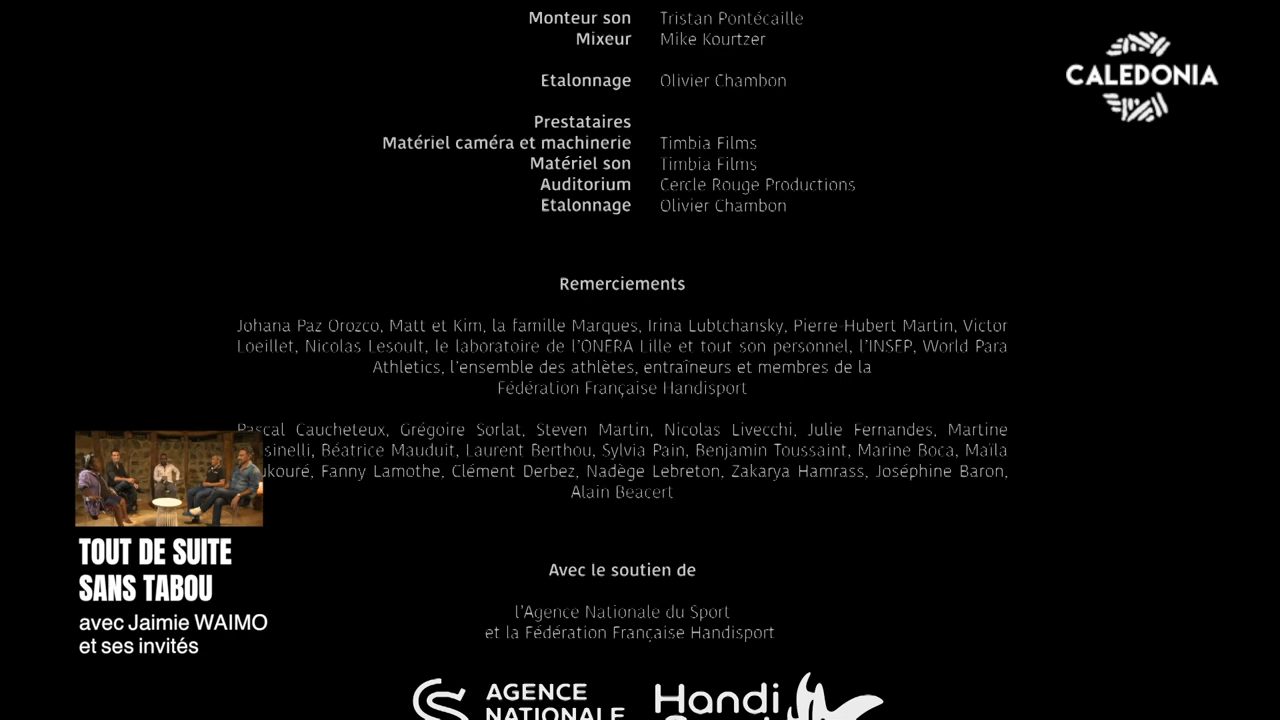 Monteur son Tristan Pontécaille
Mixeur Mike Kourtzer
CALEDONIA
Etalonnage Olivier Chambon
Prestataires
Matériel caméra et machinerie Timbia Films
Matériel son Timbia Films
Auditorium Cercle Rouge Productions
Etalonnage Olivier Chambon
Remerciements
Johana Paz Orozco, Matt et Kim, la famille Marques, Irina Lubtchansky, Pierre-Hubert Martin, Victor
Loeillet, Nicolas Lesoult, le laboratoire de l'ONERA Lille et tout son personnel, l'INSEP, World Para
Athletics, l'ensemble des athlètes, entraîneurs et membres de la
Fédération Française Handisport
Pascal Caucheteux, Grégoire Sorlat, Steven Martin, Nicolas Livecchi, Julie Fernandes, Martine
Béatrice Mauduit, Laurent Berthou, Sylvia Pain, Benjamin Toussaint, Marine Boca, Maïla
Fanny Lamothe, Clément Derbez, Nadège Lebreton, Zakarya Hamrass, Joséphine Baron,
Alain Beacert
TOUT DE SUITE
SANS TABOU
avec Jaimie WAIMO
et ses invités
Avec le soutien de
l'Agence Nationale du Sport
et la Fédération Française Handisport
AGENCE
NATIONALE
Handi